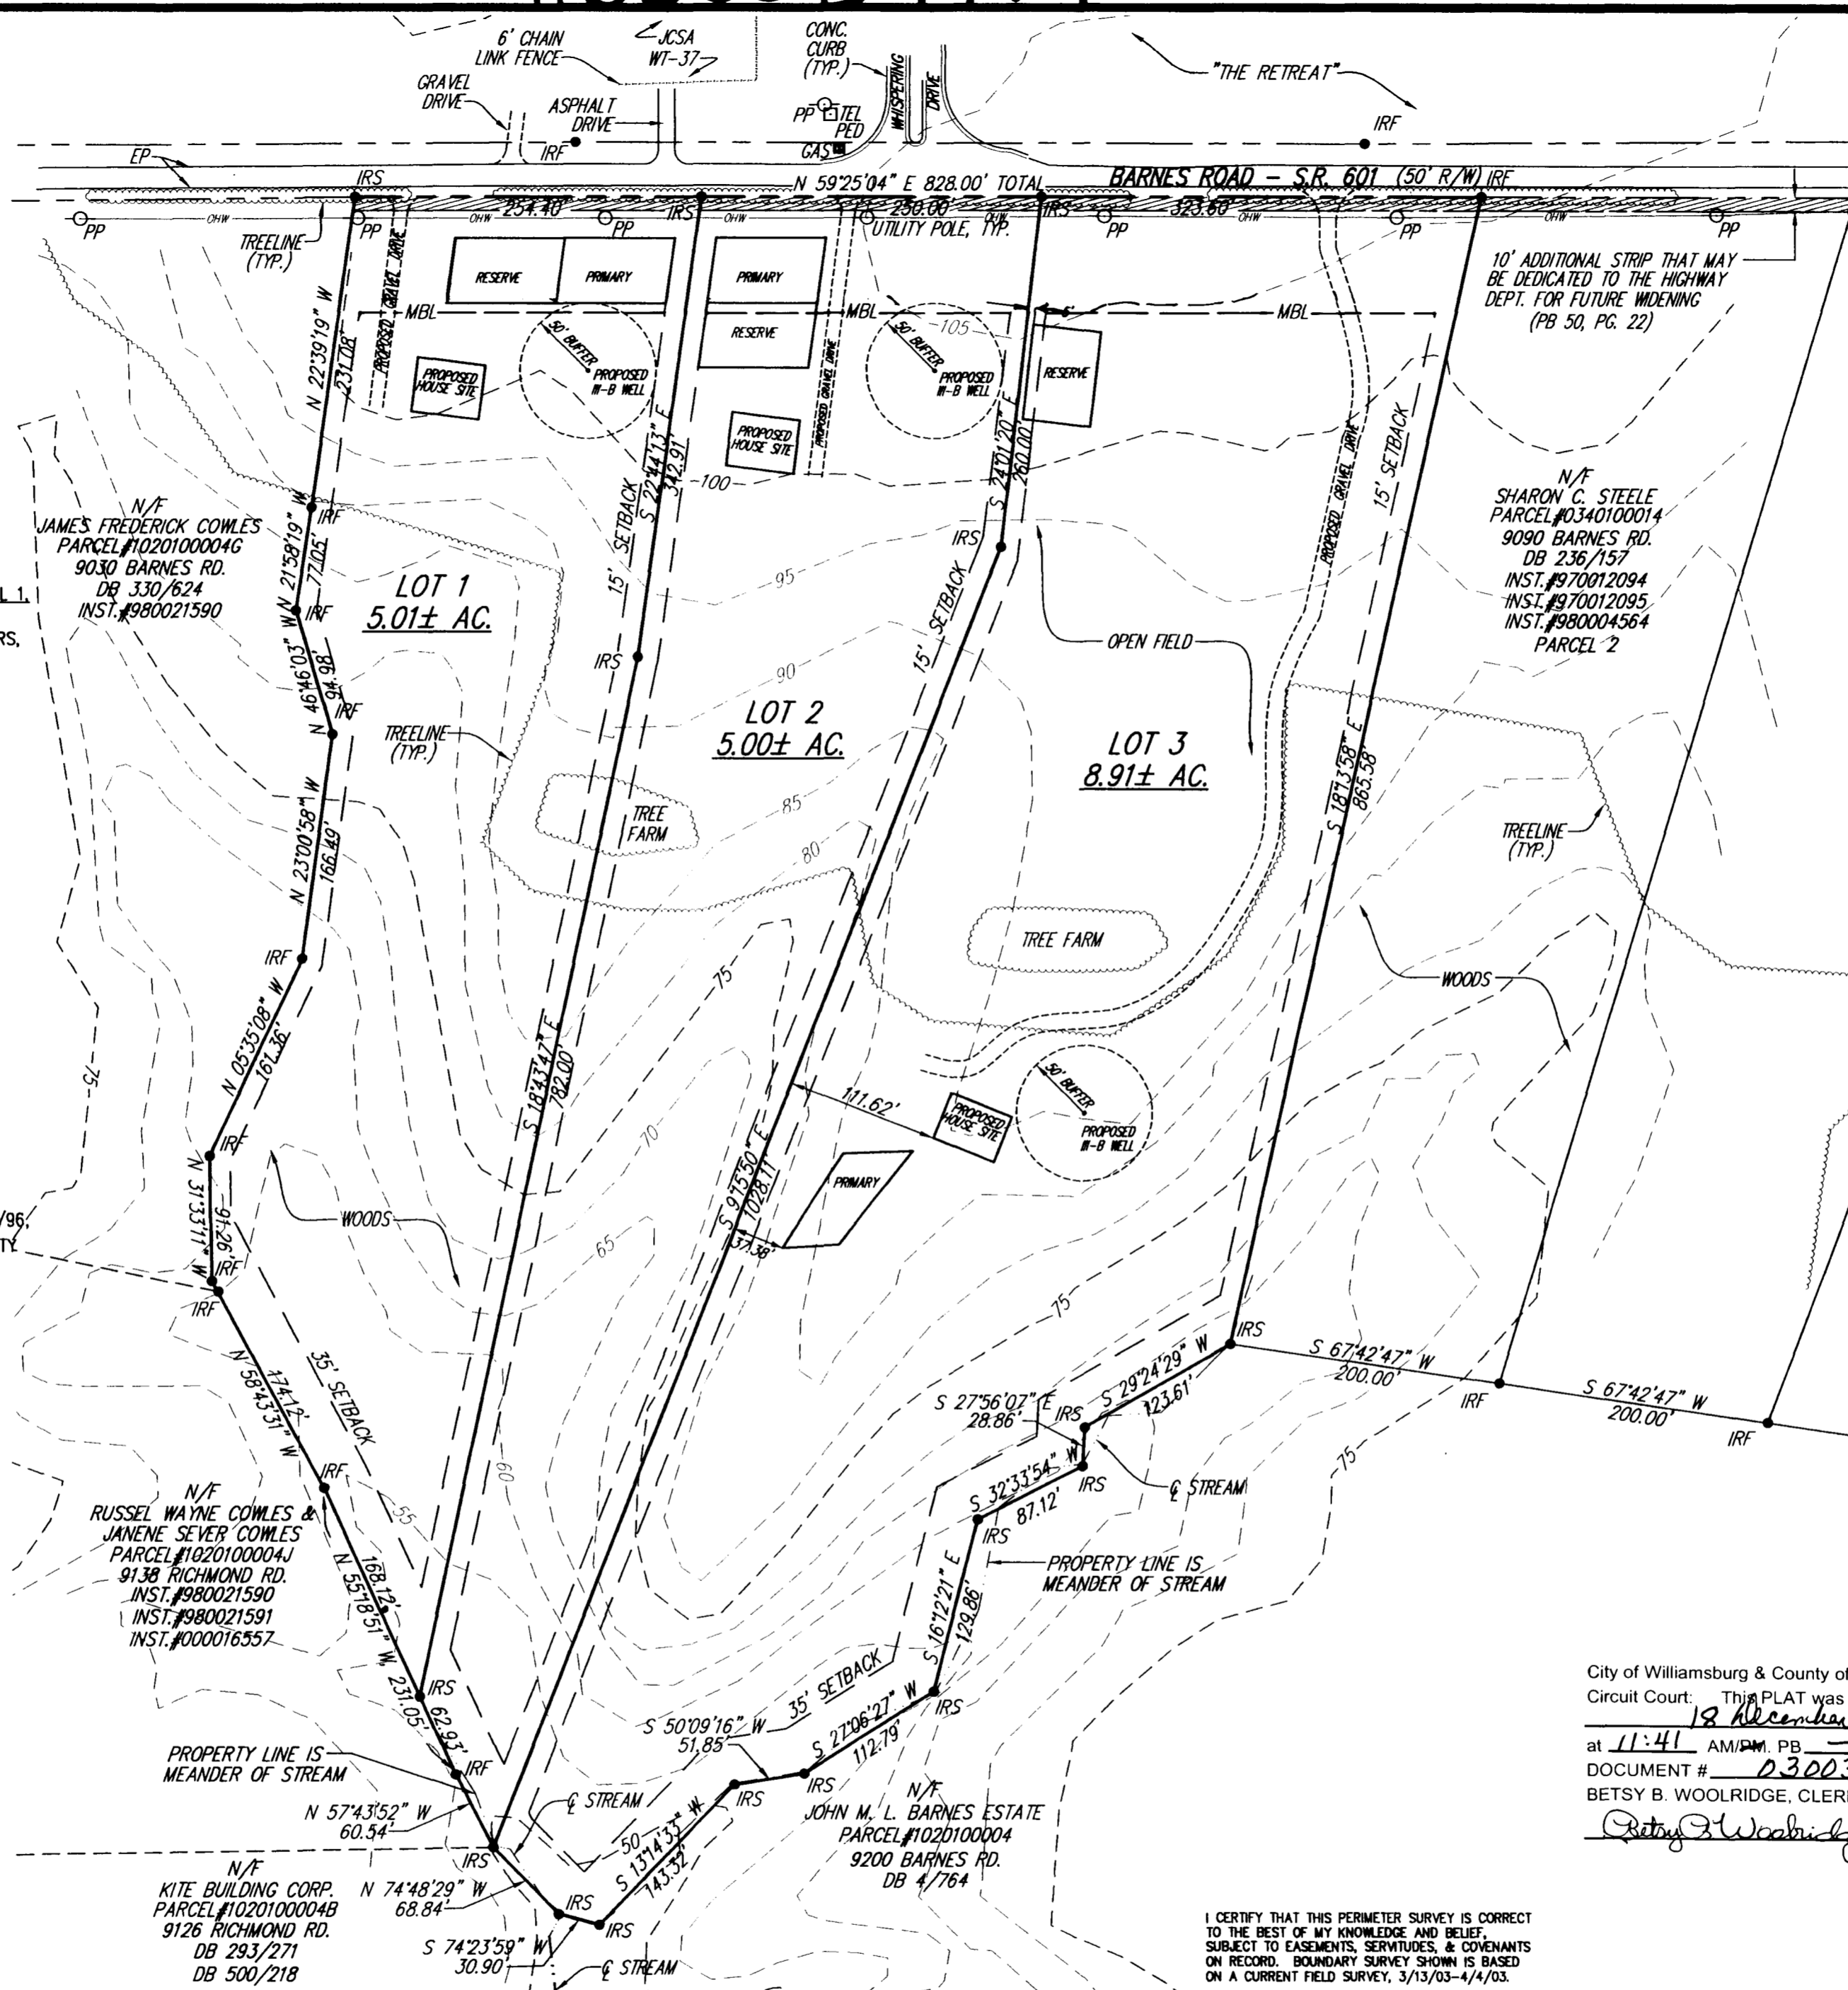 6' CHAIN
LINK FENCE
JCSA
WT-37
CONC.
CURB
(TYP.)
WHISPERING
DRIVE
"THE RETREAT"
GRAVEL
DRIVE
ASPHALT
DRIVE
PP
TEL
PED
GAS
IRF
IRF
EP
IRS
N 59°25'04" E 828.00' TOTAL
BARNES ROAD - S.R. 601 (50' R/W)
IRF
OHW
254.40'
IRS
OHW
250.00'
OHW
IRS
323.60'
OHW
OHW
PP
PP
PP
UTILITY POLE, TYP.
PP
PP
PP
TREELINE
(TYP.)
10' ADDITIONAL STRIP THAT MAY
BE DEDICATED TO THE HIGHWAY
DEPT. FOR FUTURE WIDENING
(PB 50, PG. 22)
RESERVE
PRIMARY
PRIMARY
RESERVE
RESERVE
MBL
MBL
105
5'
MBL
N 22°39'19" W
231.08'
PROPOSED GRAVEL DRIVE
PROPOSED
HOUSE SITE
50' BUFFER
PROPOSED
III-B WELL
PROPOSED
HOUSE SITE
PROPOSED GRAVEL DRIVE
50' BUFFER
PROPOSED
III-B WELL
S 22°44'13" E
342.91'
S 24°01'20" E
260.00'
PROPOSED GRAVEL DRIVE
15' SETBACK
15' SETBACK
100
N/F
JAMES FREDERICK COWLES
PARCEL#1020100004G
9030 BARNES RD.
DB 330/624
INST.#980021590
IRF
N 21°58'19" W
77.05'
IRF
N 46°46'03" W
94.98'
IRF
L 1.
RS,
LOT 1
5.01± AC.
IRS
IRS
95
15' SETBACK
OPEN FIELD
N/F
SHARON C. STEELE
PARCEL#0340100014
9090 BARNES RD.
DB 236/157
INST.#970012094
INST.#970012095
INST.#980004564
PARCEL 2
90
LOT 2
5.00± AC.
LOT 3
8.91± AC.
TREELINE
(TYP.)
TREE
FARM
85
80
S 18°13'58" E
865.58'
TREELINE
(TYP.)
N 23°00'58" W
166.49'
IRF
TREE FARM
75
WOODS
N 05°35'08" W
161.36'
75
S 18°43'47" E
782.00'
70
111.62'
PROPOSED
HOUSE SITE
50' BUFFER
PROPOSED
III-B WELL
IRF
PRIMARY
S 9°15'50" E
1028.11'
37.38'
N 31°33'11" W
91.26'
WOODS
65
/96,
TY
IRF
IRF
75
IRS
S 67°42'47" W
200.00'
IRF
S 67°42'47" W
200.00'
IRF
35' SETBACK
174.12'
N 58°43'31" W
IRF
60
S 27°56'07" E
28.86'
S 29°24'29" W
123.61'
IRS
IRS
S 32°33'54" W
87.12'
IRS
℄ STREAM
75
N/F
RUSSEL WAYNE COWLES &
JANENE SEVER COWLES
PARCEL#1020100004J
9138 RICHMOND RD.
INST.#980021590
INST.#980021591
INST.#000016557
55
168.12'
N 55°18'51" W, 231.05'
62.93'
PROPERTY LINE IS
MEANDER OF STREAM
S 16°12'21" E
129.86'
35' SETBACK
IRS
IRS
S 50°09'16" W
51.85'
S 27°06'27" W
112.79'
PROPERTY LINE IS
MEANDER OF STREAM
IRF
IRS
IRS
N 57°43'52" W
60.54'
℄ STREAM
50
S 13°14'33" W
143.32'
N/F
JOHN M. L. BARNES ESTATE
PARCEL#1020100004
9200 BARNES RD.
DB 4/764
IRS
N/F
KITE BUILDING CORP.
PARCEL#1020100004B
9126 RICHMOND RD.
DB 293/271
DB 500/218
N 74°48'29" W
68.84'
IRS
IRS
S 74°23'59" W
30.90'
℄ STREAM
City of Williamsburg & County of
Circuit Court: This PLAT was
18 December
at 11:41 AM/PM. PB
DOCUMENT # 03003
BETSY B. WOOLRIDGE, CLER
Betsy B Woolridg
I CERTIFY THAT THIS PERIMETER SURVEY IS CORRECT
TO THE BEST OF MY KNOWLEDGE AND BELIEF,
SUBJECT TO EASEMENTS, SERVITUDES, & COVENANTS
ON RECORD. BOUNDARY SURVEY SHOWN IS BASED
ON A CURRENT FIELD SURVEY, 3/13/03-4/4/03.